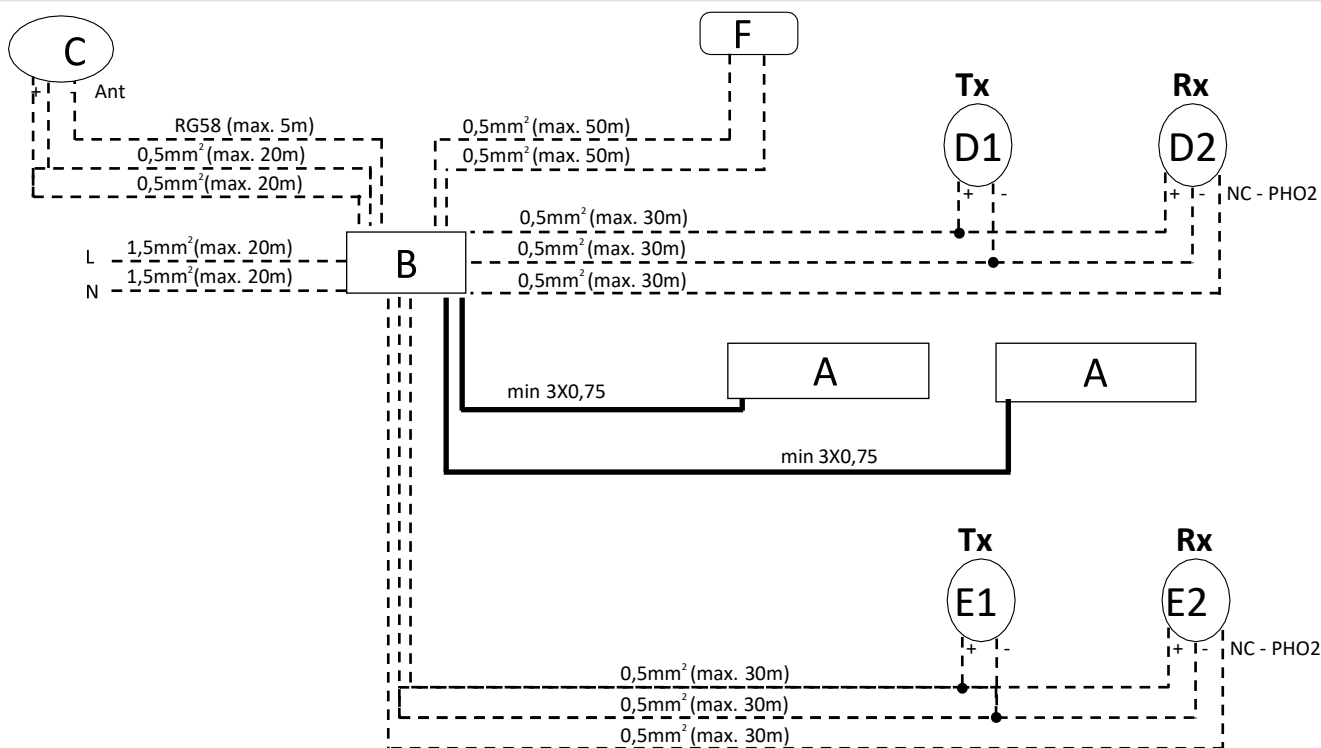 C
+ - Ant
F
RG58 (max. 5m)
0,5mm² (max. 20m)
0,5mm² (max. 20m)
0,5mm² (max. 50m)
0,5mm² (max. 50m)
Tx
Rx
D1
D2
+ -
+ - NC - PHO2
L 1,5mm² (max. 20m)
N 1,5mm² (max. 20m)
B
0,5mm² (max. 30m)
0,5mm² (max. 30m)
0,5mm² (max. 30m)
A
A
min 3X0,75
min 3X0,75
Tx
Rx
E1
E2
+ -
+ - NC - PHO2
0,5mm² (max. 30m)
0,5mm² (max. 30m)
0,5mm² (max. 30m)